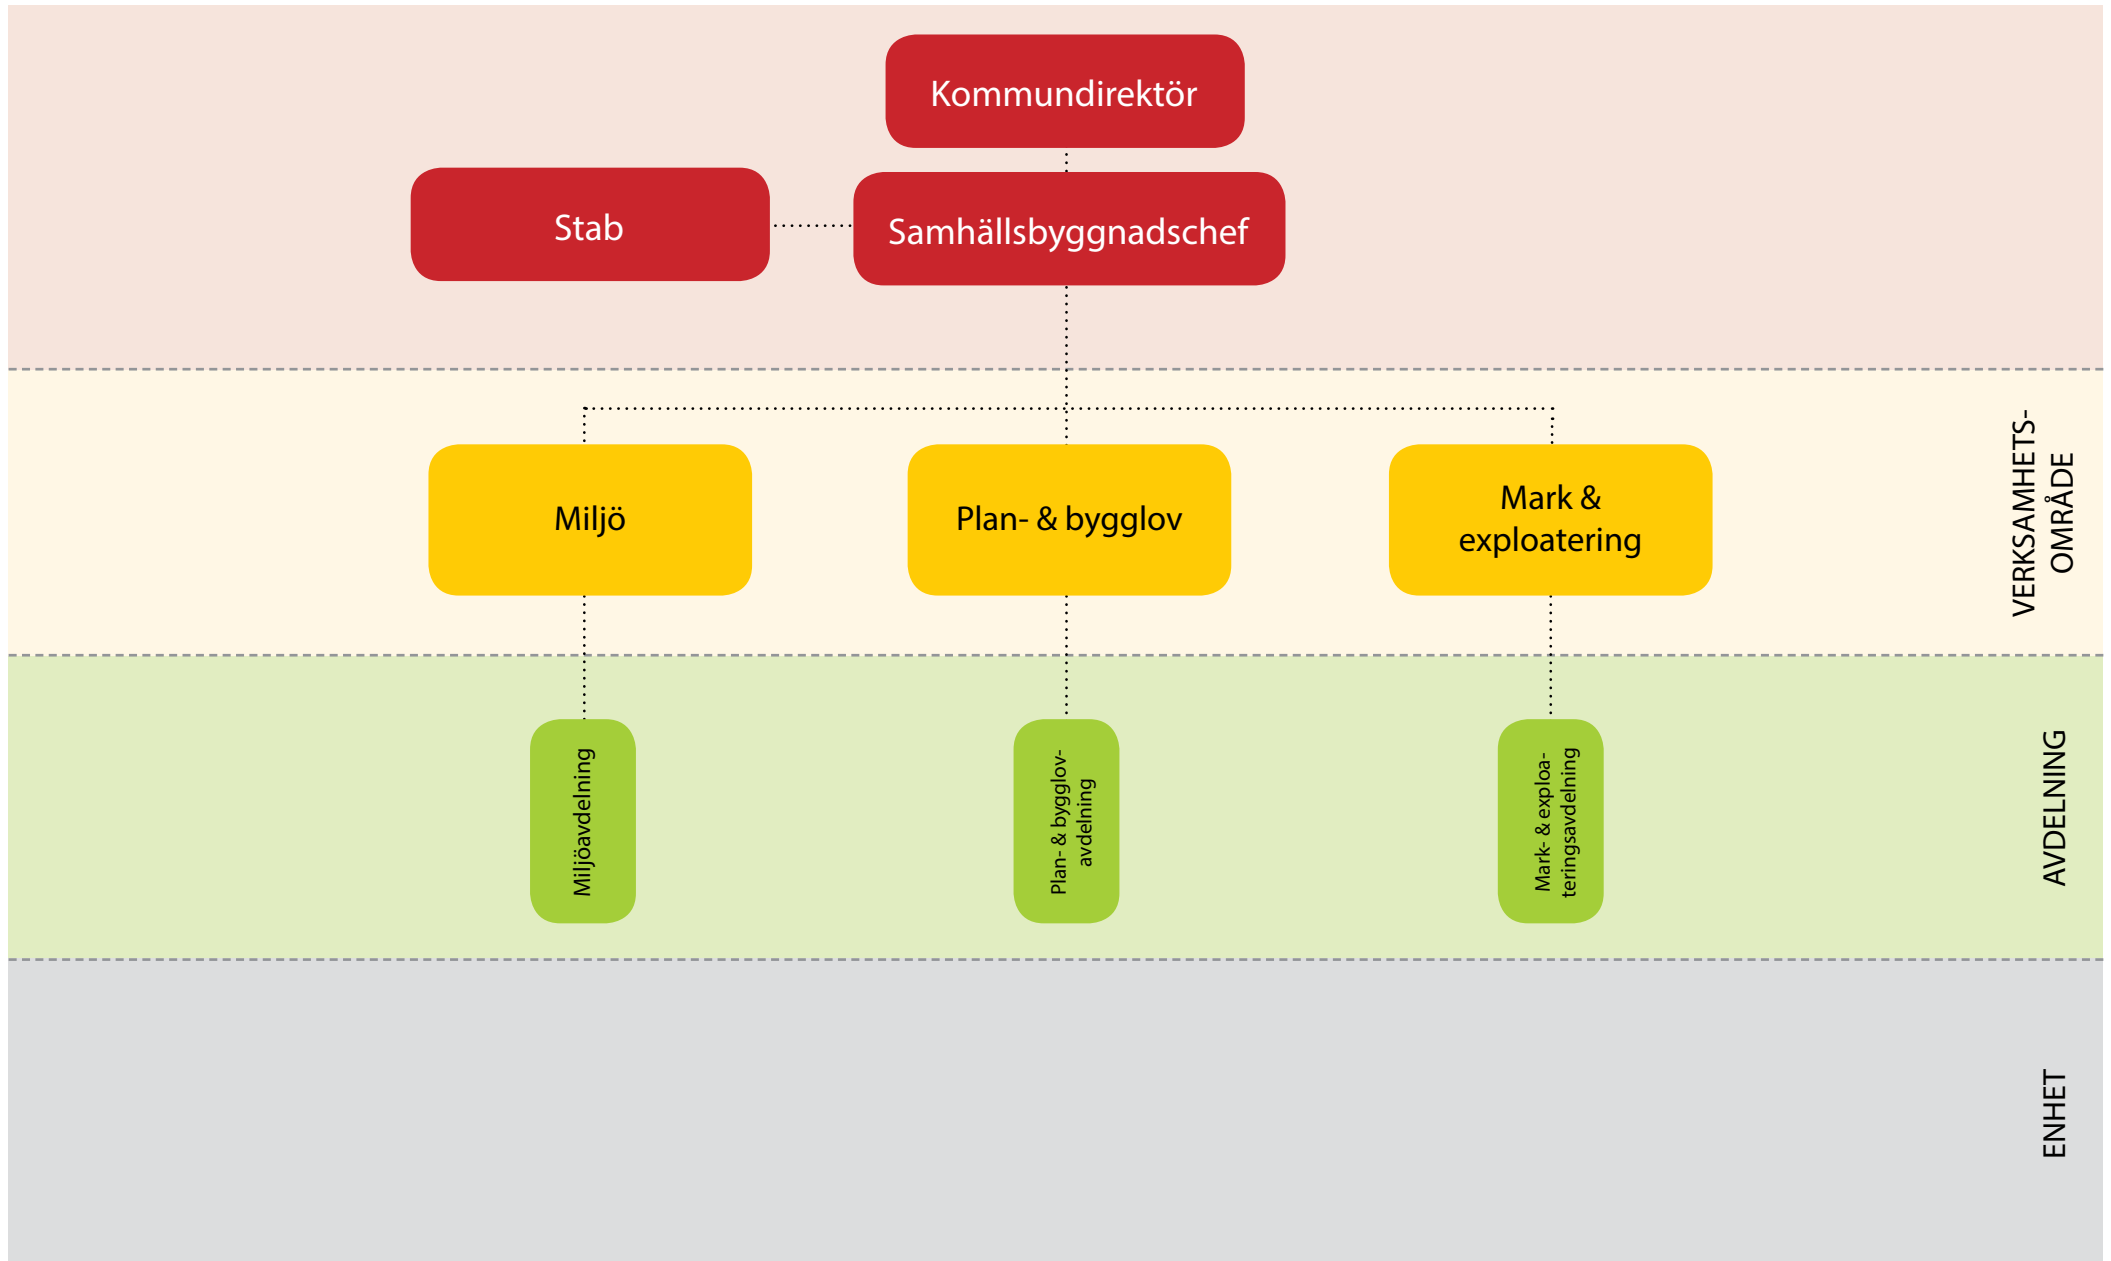 Kommundirektör
Stab
Samhällsbyggnadschef
Miljö
Plan- & bygglov
Mark &
exploatering
VERKSAMHETS-
OMRÅDE
Miljöavdelning
Plan- & bygglov-
avdelning
Mark- & exploa-
teringsavdelning
AVDELNING
ENHET